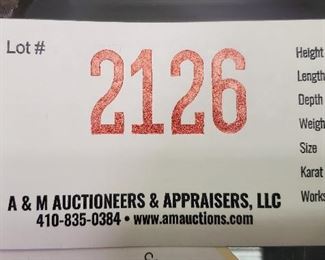 Lot #
2126
Height
Length
Depth
Weigh
Size
Karat
Works
A & M AUCTIONEERS & APPRAISERS, LLC
410-835-0384 • www.amauctions.com